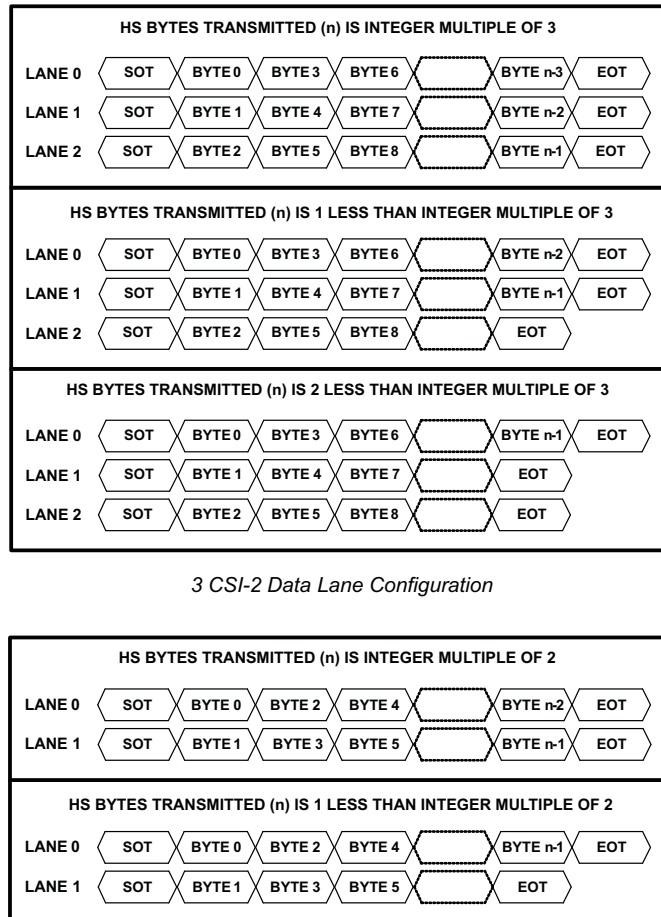 HS BYTES TRANSMITTED (n) IS INTEGER MULTIPLE OF 3
LANE 0 SOT BYTE 0 BYTE 3 BYTE 6 BYTE n-3 EOT
LANE 1 SOT BYTE 1 BYTE 4 BYTE 7 BYTE n-2 EOT
LANE 2 SOT BYTE 2 BYTE 5 BYTE 8 BYTE n-1 EOT
HS BYTES TRANSMITTED (n) IS 1 LESS THAN INTEGER MULTIPLE OF 3
LANE 0 SOT BYTE 0 BYTE 3 BYTE 6 BYTE n-2 EOT
LANE 1 SOT BYTE 1 BYTE 4 BYTE 7 BYTE n-1 EOT
LANE 2 SOT BYTE 2 BYTE 5 BYTE 8 EOT
HS BYTES TRANSMITTED (n) IS 2 LESS THAN INTEGER MULTIPLE OF 3
LANE 0 SOT BYTE 0 BYTE 3 BYTE 6 BYTE n-1 EOT
LANE 1 SOT BYTE 1 BYTE 4 BYTE 7 EOT
LANE 2 SOT BYTE 2 BYTE 5 BYTE 8 EOT
3 CSI-2 Data Lane Configuration
HS BYTES TRANSMITTED (n) IS INTEGER MULTIPLE OF 2
LANE 0 SOT BYTE 0 BYTE 2 BYTE 4 BYTE n-2 EOT
LANE 1 SOT BYTE 1 BYTE 3 BYTE 5 BYTE n-1 EOT
HS BYTES TRANSMITTED (n) IS 1 LESS THAN INTEGER MULTIPLE OF 2
LANE 0 SOT BYTE 0 BYTE 2 BYTE 4 BYTE n-1 EOT
LANE 1 SOT BYTE 1 BYTE 3 BYTE 5 EOT